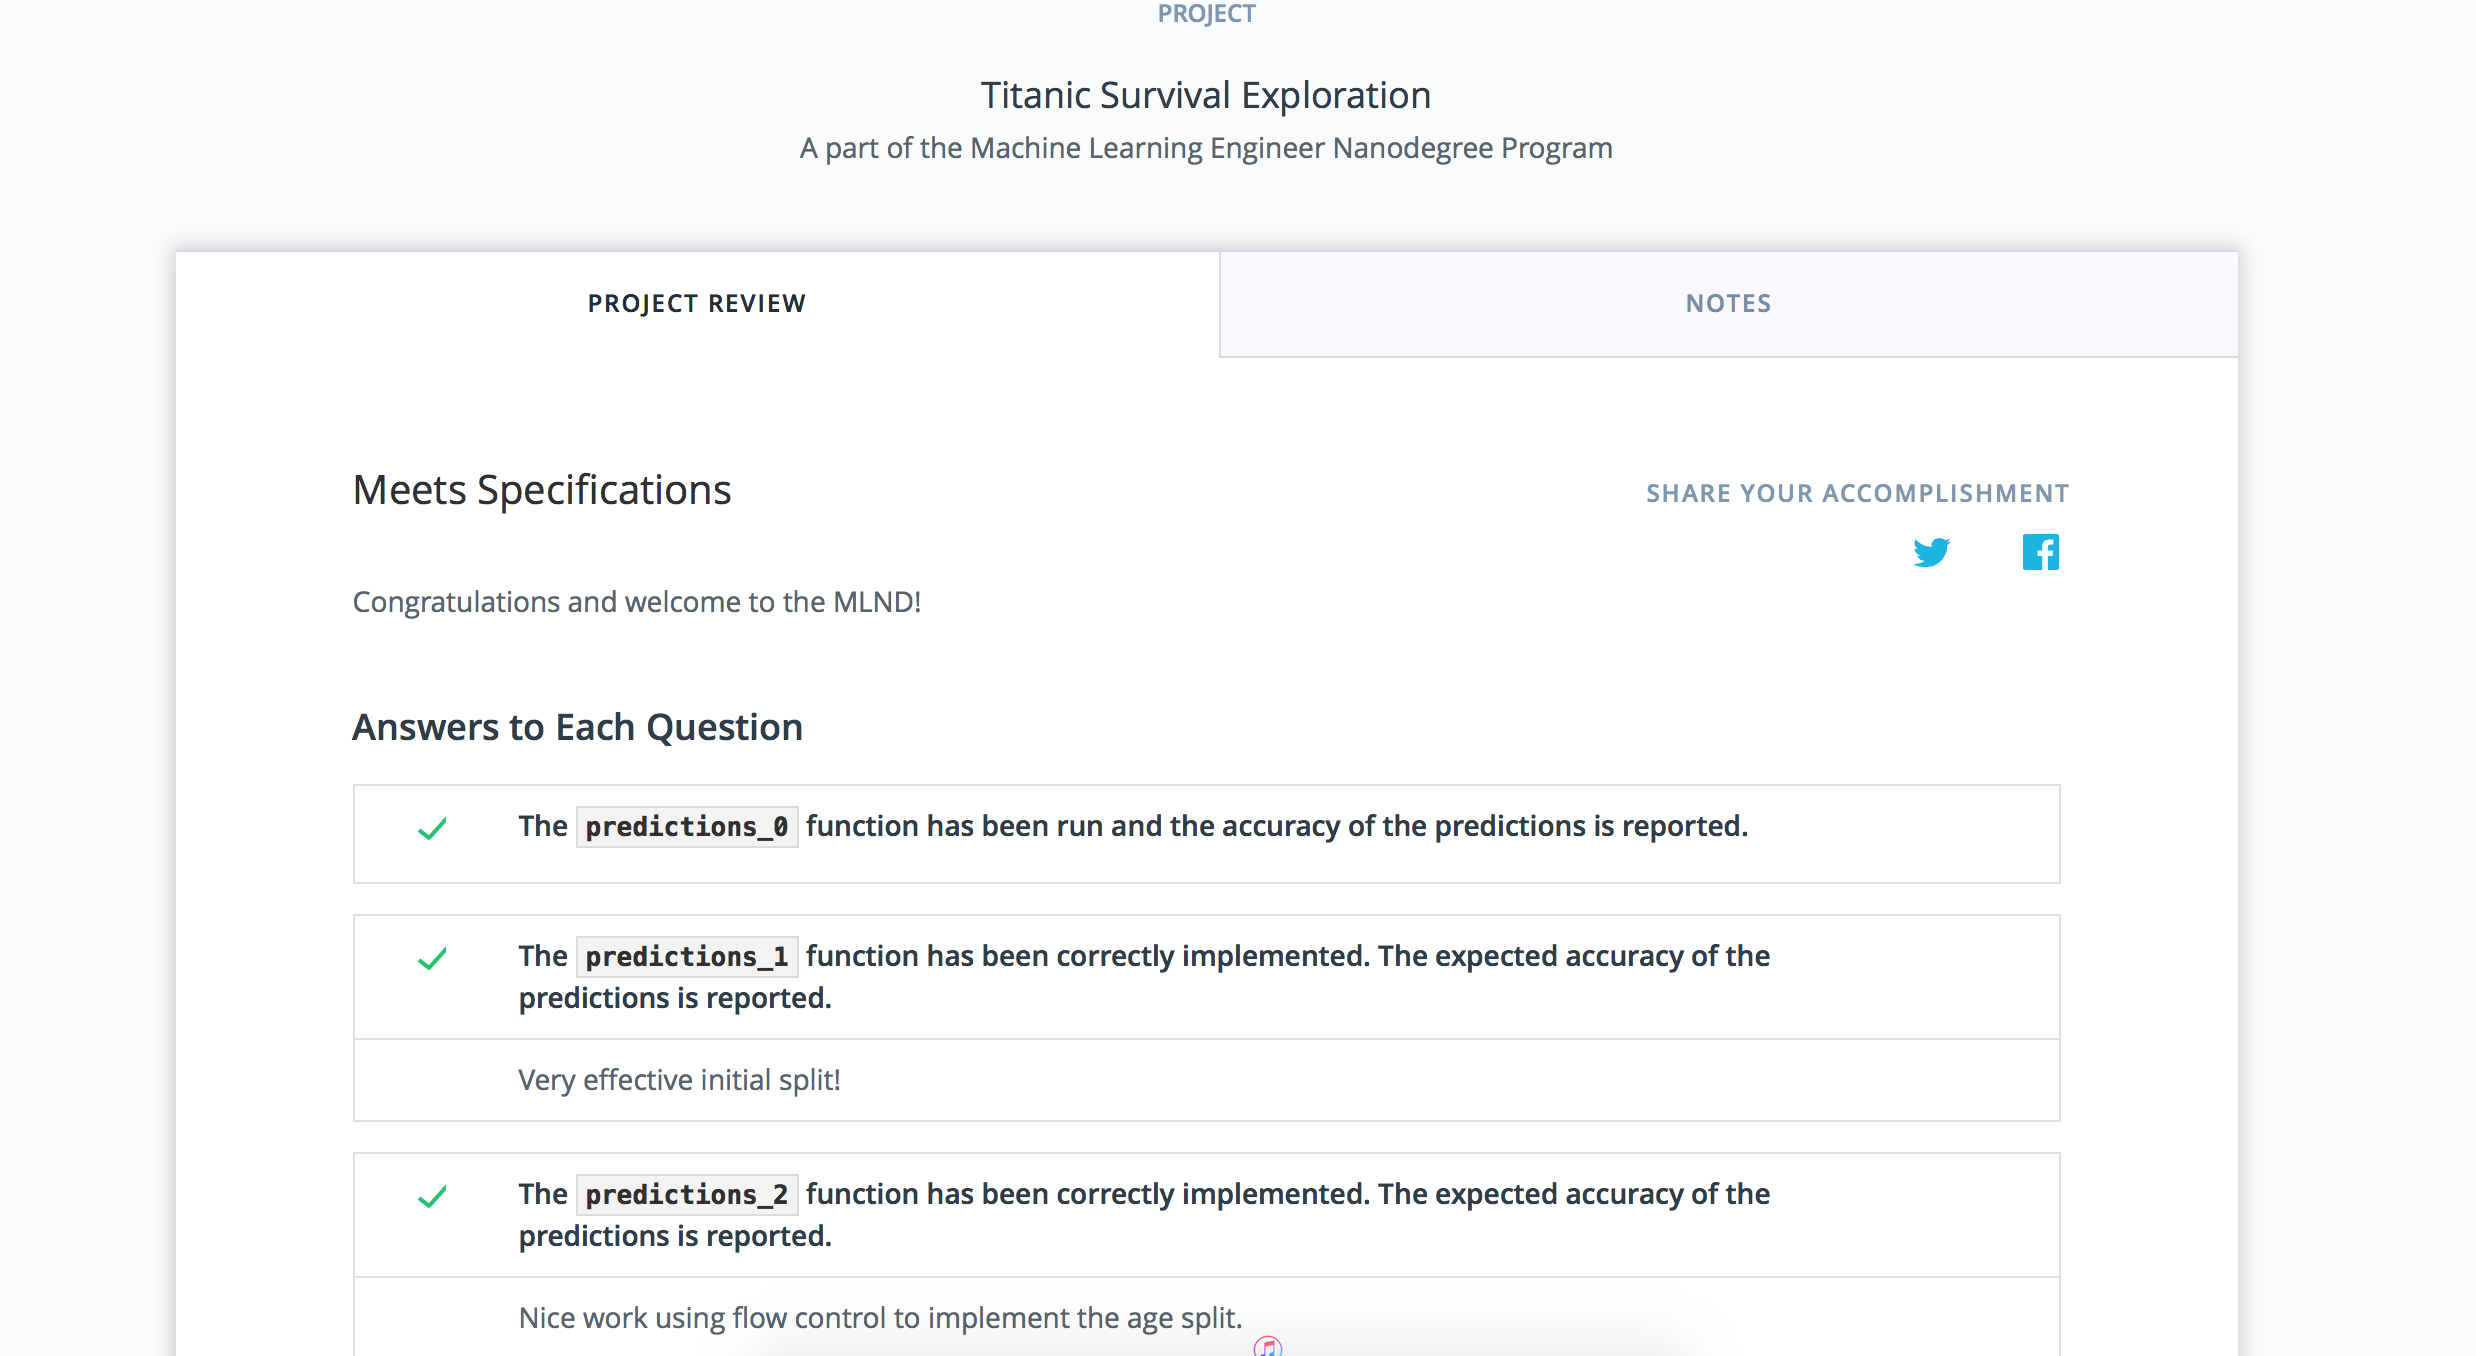 PROJECT
Titanic Survival Exploration
A part of the Machine Learning Engineer Nanodegree Program
PROJECT REVIEW
NOTES
Meets Specifications
SHARE YOUR ACCOMPLISHMENT
Congratulations and welcome to the MLND!
Answers to Each Question
The predictions_0 function has been run and the accuracy of the predictions is reported.
The predictions_1 function has been correctly implemented. The expected accuracy of the
predictions is reported.
Very effective initial split!
The predictions_2 function has been correctly implemented. The expected accuracy of the
predictions is reported.
Nice work using flow control to implement the age split.